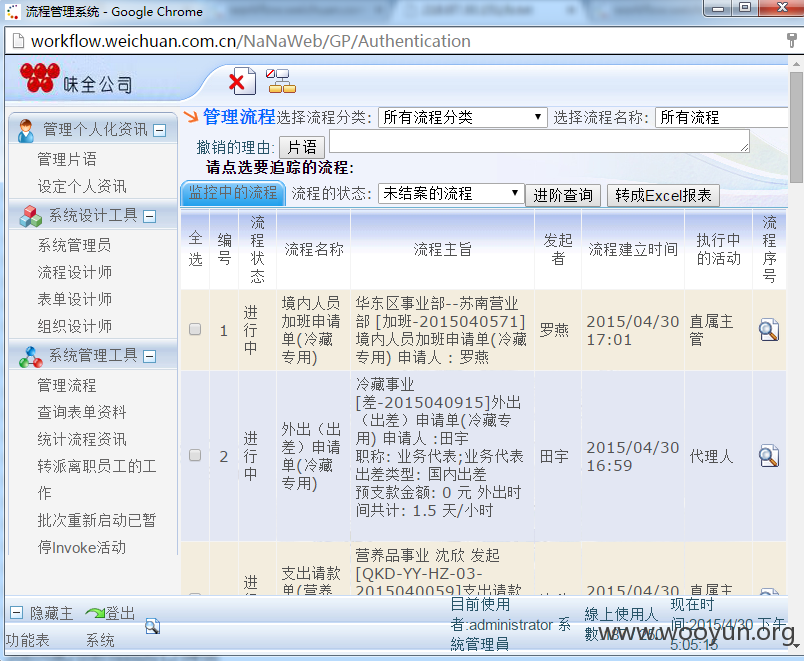 流程管理系统 - Google Chrome
workflow.weichuan.com.cn/NaNaWeb/GP/Authentication
味全公司
管理个人化资讯
管理片语
设定个人资讯
系统设计工具
系统管理员
流程设计师
表单设计师
组织设计师
系统管理工具
管理流程
查询表单资料
统计流程资讯
转派离职员工的工
作
批次重新启动已暂
停Invoke活动
管理流程选择流程分类: 所有流程分类 选择流程名称: 所有流程
撤销的理由: 片语
请点选要追踪的流程:
监控中的流程 流程的状态: 未结案的流程 进阶查询 转成Excel报表
全选 编号 流程状态 流程名称 流程主旨 发起者 流程建立时间 执行中的活动 流程序号
1
进行中
境内人员
加班申请
单(冷藏
专用)
华东区事业部--苏南营业
部 [加班-2015040571]
境内人员加班申请单(冷藏
专用) 申请人 : 罗燕
罗燕
2015/04/30
17:01
直属主
管
2
进行中
外出（出
差）申请
单(冷藏
专用)
冷藏事业
[差-2015040915]外出
（出差）申请单(冷藏专
用) 申请人 :田宇
职称: 业务代表;业务代表
出差类型: 国内出差
预支款金额: 0 元 外出时
间共计: 1.5 天/小时
田宇
2015/04/30
16:59
代理人
进
支出请款
单(营养
营养品事业 沈欣 发起
[QKD-YY-HZ-03-
2015040059]支出请款
2015/04/30
直属主
隐藏主
功能表
登出
系统
目前使用
者:administrator 系
統管理員
線上使用人
現在时
间:2015/4/30 下午
5:05:15
www.wooyun.org